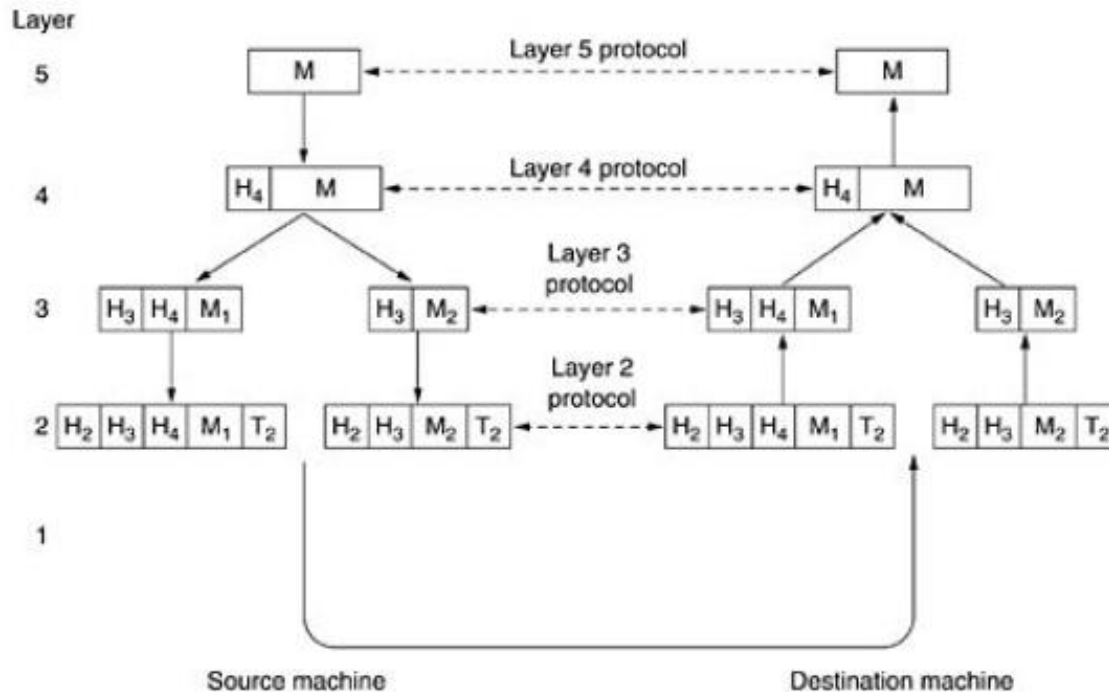 Layer
5
M
Layer 5 protocol
M
4
H₄ M
Layer 4 protocol
H₄ M
3
H₃ H₄ M₁
H₃ M₂
Layer 3
protocol
H₃ H₄ M₁
H₃ M₂
2
H₂ H₃ H₄ M₁ T₂
H₂ H₃ M₂ T₂
Layer 2
protocol
H₂ H₃ H₄ M₁ T₂
H₂ H₃ M₂ T₂
1
Source machine
Destination machine